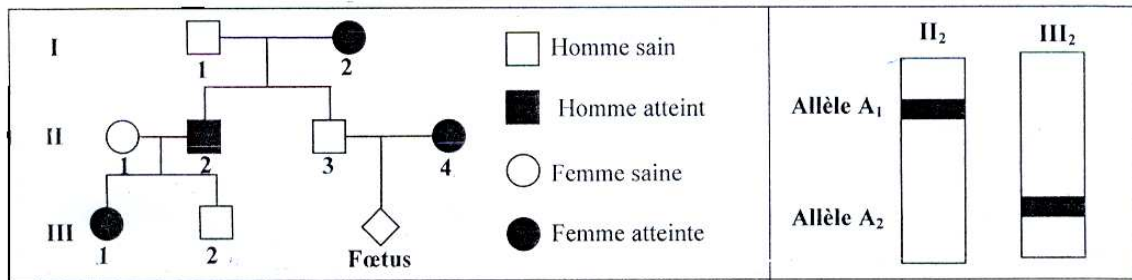 I
1
2
II
1
2
3
4
III
1
2
Fœtus
Homme sain
Homme atteint
Femme saine
Femme atteinte
II₂
III₂
Allèle A₁
Allèle A₂